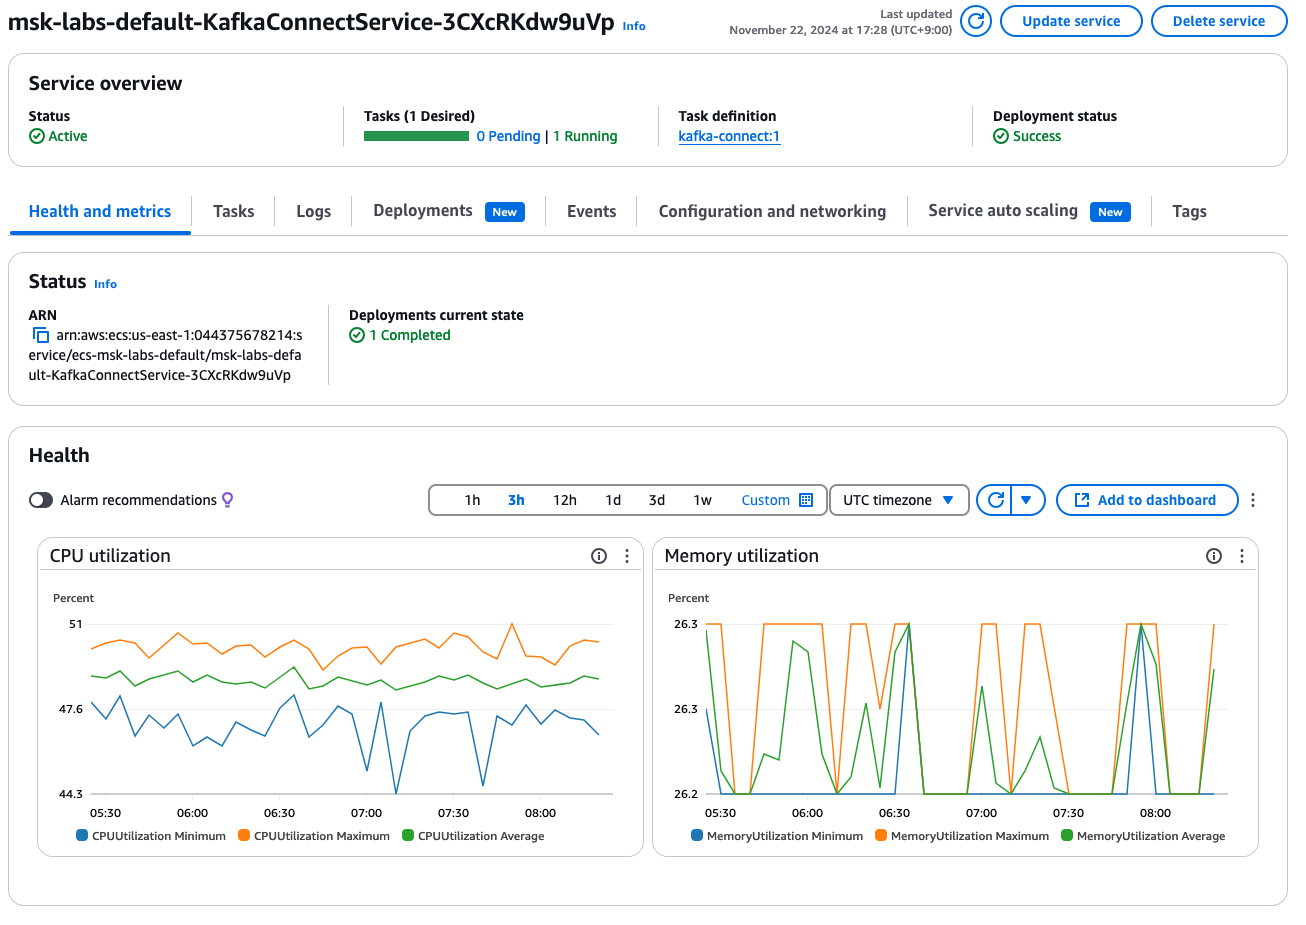 msk-labs-default-KafkaConnectService-3CXcRKdw9uVp Info
Last updated
November 22, 2024 at 17:28 (UTC+9:00)
Update service
Delete service
Service overview
Status
Active
Tasks (1 Desired)
0 Pending | 1 Running
Task definition
kafka-connect:1
Deployment status
Success
Health and metrics
Tasks
Logs
Deployments New
Events
Configuration and networking
Service auto scaling New
Tags
Status Info
ARN
arn:aws:ecs:us-east-1:044375678214:s
ervice/ecs-msk-labs-default/msk-labs-defa
ult-KafkaConnectService-3CXcRKdw9uVp
Deployments current state
1 Completed
Health
Alarm recommendations
1h 3h 12h 1d 3d 1w Custom
UTC timezone
Add to dashboard
CPU utilization
Percent
51
47.6
44.3
05:30 06:00 06:30 07:00 07:30 08:00
CPUUtilization Minimum CPUUtilization Maximum CPUUtilization Average
Memory utilization
Percent
26.3
26.3
26.2
05:30 06:00 06:30 07:00 07:30 08:00
MemoryUtilization Minimum MemoryUtilization Maximum MemoryUtilization Average